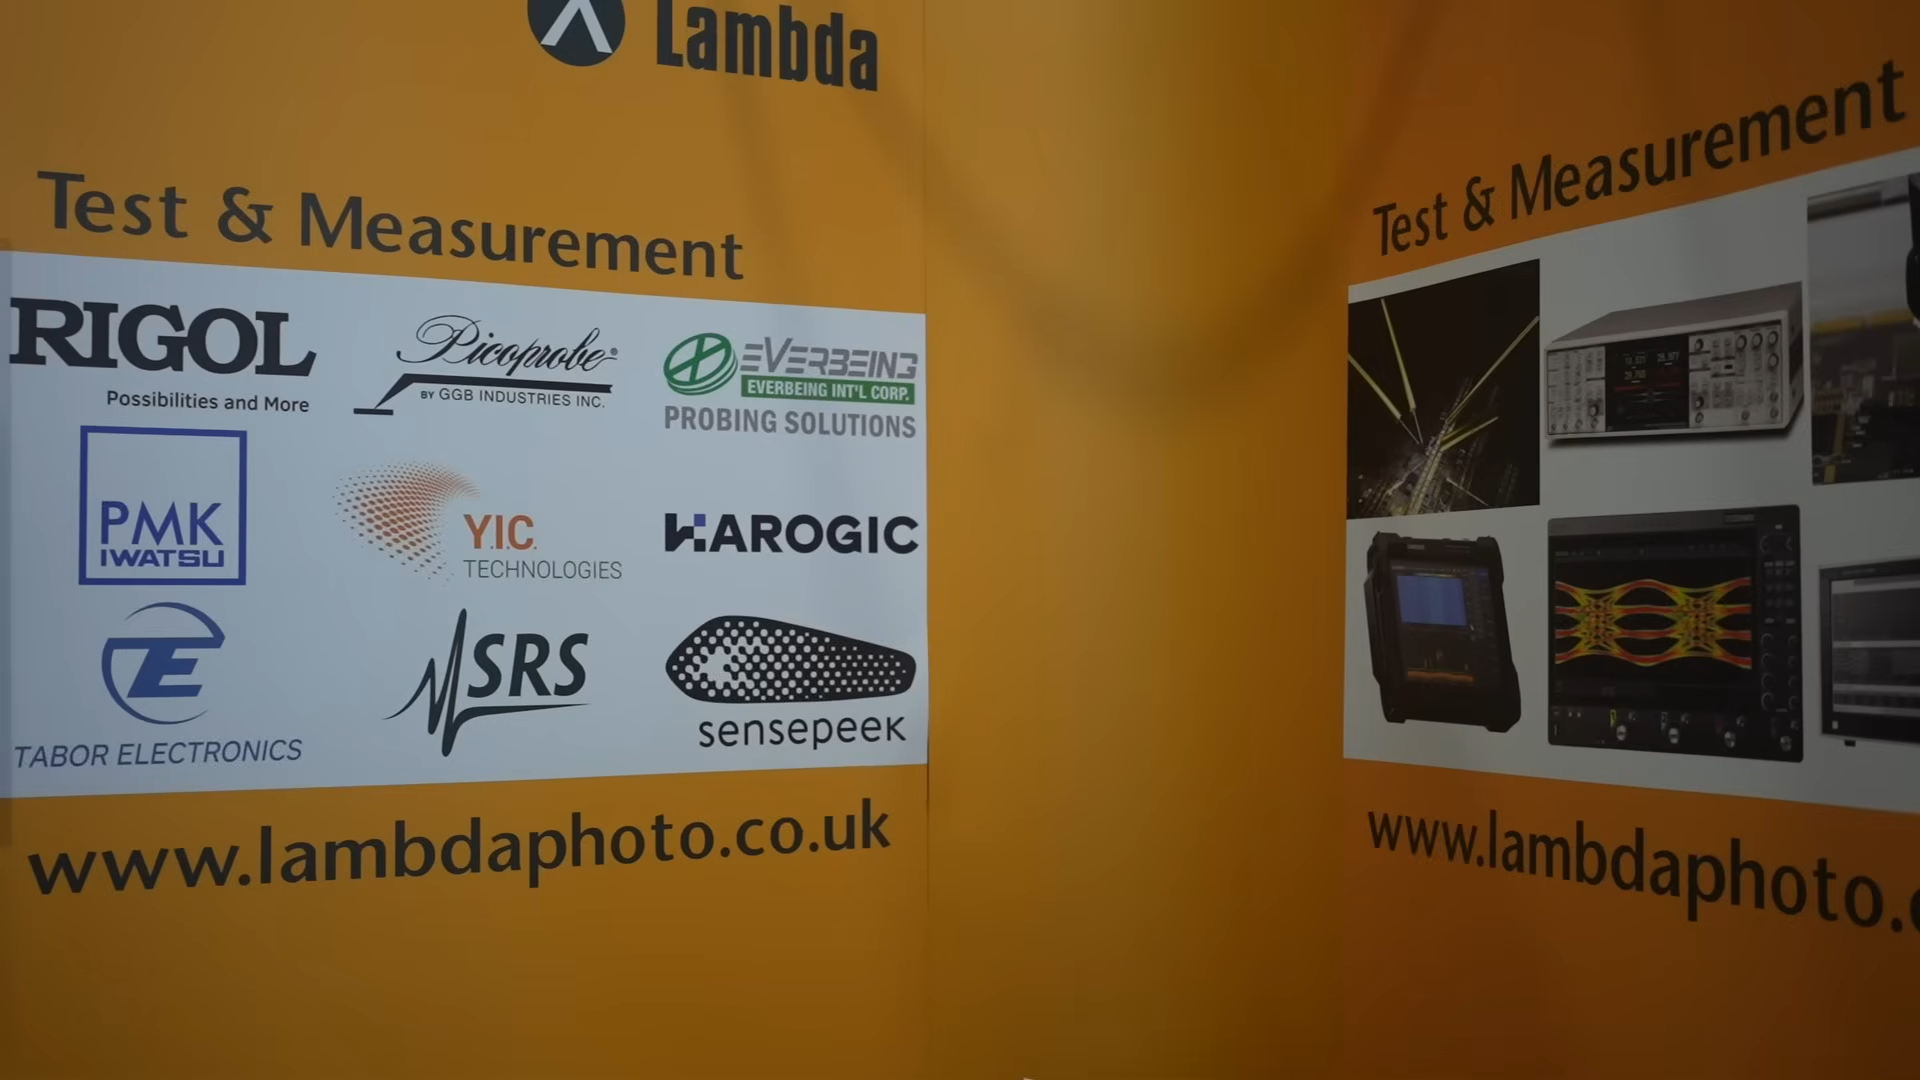 Lambda
Test & Measurement
RIGOL
Possibilities and More
Picoprobe®
BY GGB INDUSTRIES INC.
EVERBEING
EVERBEING INT'L CORP.
PROBING SOLUTIONS
PMK
IWATSU
Y.I.C.
TECHNOLOGIES
HAROGIC
TABOR ELECTRONICS
SRS
sensepeek
www.lambdaphoto.co.uk
Test & Measurement
www.lambdaphoto.